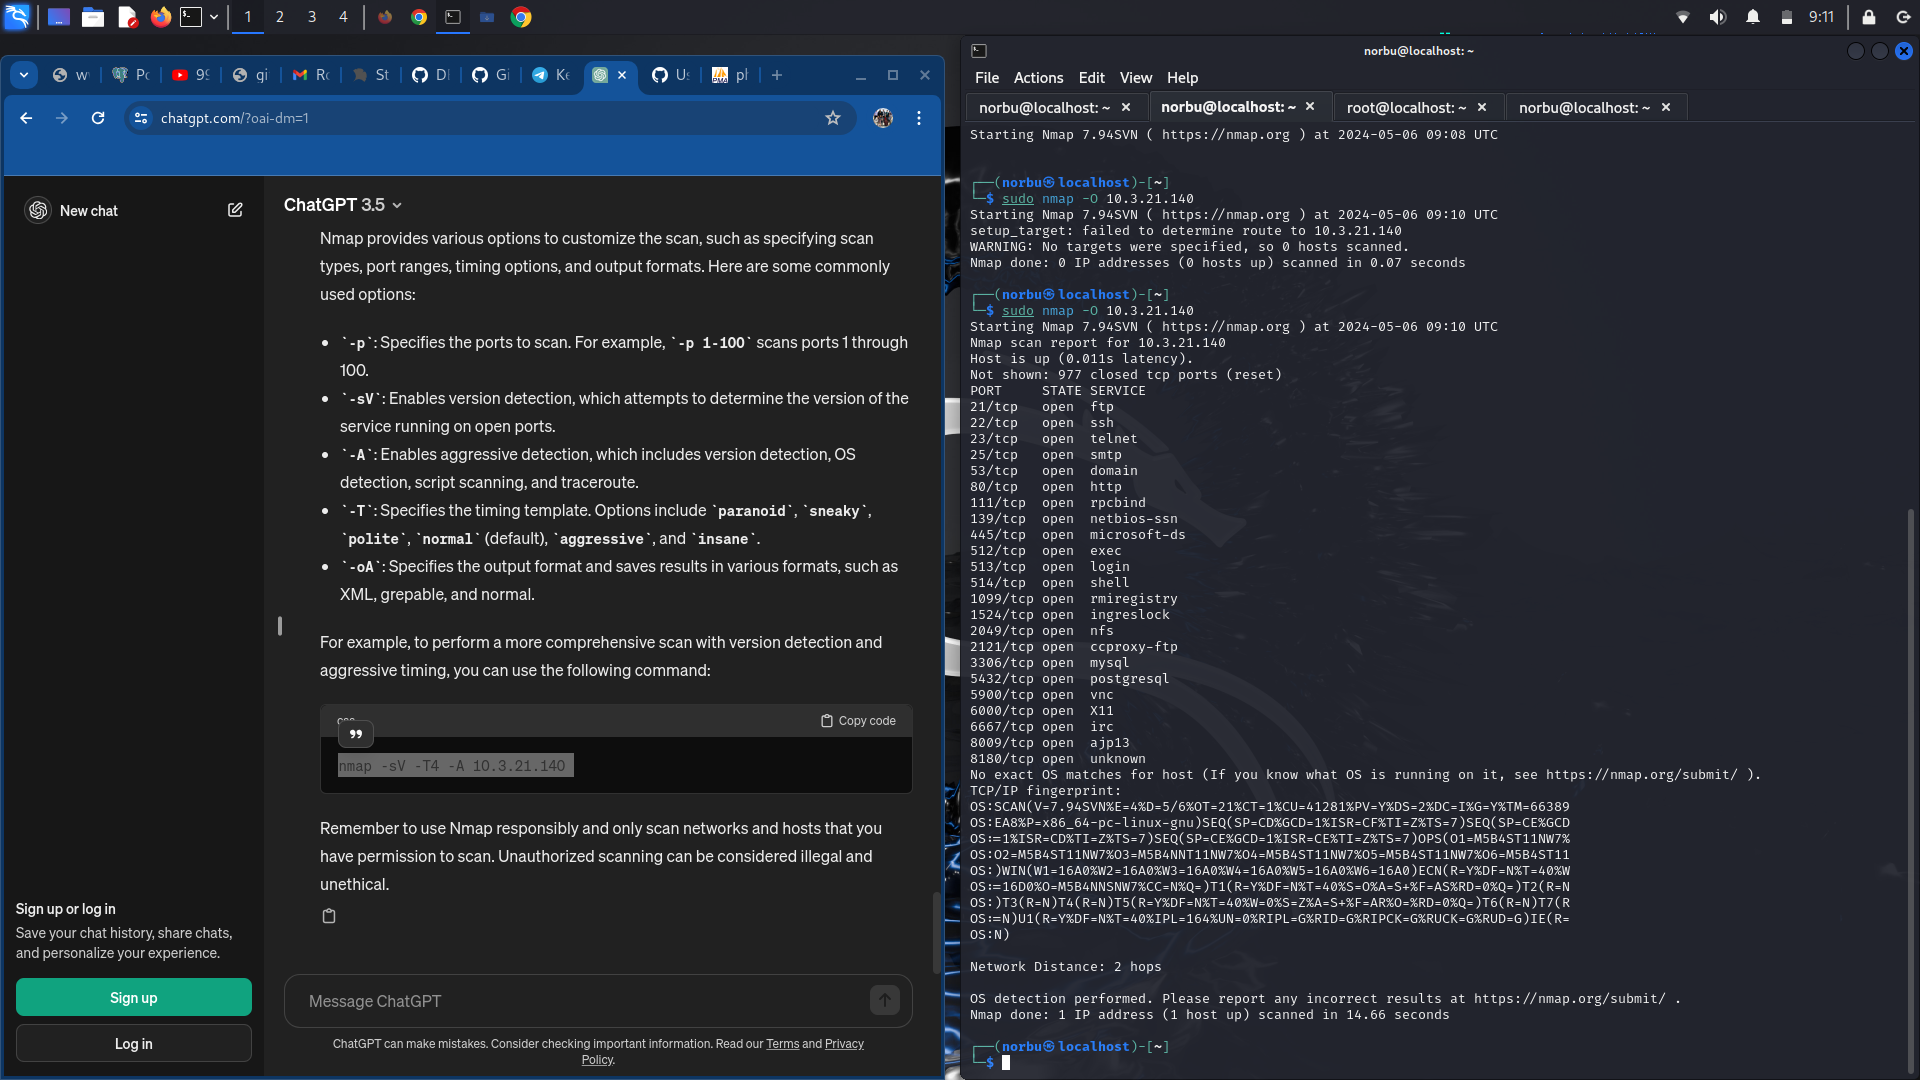 1
2
3
4
9:11
wv
Pc
99
gi
Rc
St
Dl
Gi
Ke
Us
ph
chatgpt.com/?oai-dm=1
New chat
ChatGPT 3.5
Nmap provides various options to customize the scan, such as specifying scan
types, port ranges, timing options, and output formats. Here are some commonly
used options:
• `-p`: Specifies the ports to scan. For example, `-p 1-100` scans ports 1 through
100.
• `-sV`: Enables version detection, which attempts to determine the version of the
service running on open ports.
• `-A`: Enables aggressive detection, which includes version detection, OS
detection, script scanning, and traceroute.
• `-T`: Specifies the timing template. Options include `paranoid`, `sneaky`,
`polite`, `normal` (default), `aggressive`, and `insane`.
• `-oA`: Specifies the output format and saves results in various formats, such as
XML, grepable, and normal.
For example, to perform a more comprehensive scan with version detection and
aggressive timing, you can use the following command:
Copy code
nmap -sV -T4 -A 10.3.21.140
Remember to use Nmap responsibly and only scan networks and hosts that you
have permission to scan. Unauthorized scanning can be considered illegal and
unethical.
Sign up or log in
Save your chat history, share chats,
and personalize your experience.
Sign up
Log in
Message ChatGPT
ChatGPT can make mistakes. Consider checking important information. Read our Terms and Privacy
Policy.
norbu@localhost: ~
File Actions Edit View Help
norbu@localhost: ~
norbu@localhost: ~
root@localhost: ~
norbu@localhost: ~
Starting Nmap 7.94SVN ( https://nmap.org ) at 2024-05-06 09:08 UTC
┌──(norbu㉿localhost)-[~]
└─$ sudo nmap -O 10.3.21.140
Starting Nmap 7.94SVN ( https://nmap.org ) at 2024-05-06 09:10 UTC
setup_target: failed to determine route to 10.3.21.140
WARNING: No targets were specified, so 0 hosts scanned.
Nmap done: 0 IP addresses (0 hosts up) scanned in 0.07 seconds
┌──(norbu㉿localhost)-[~]
└─$ sudo nmap -O 10.3.21.140
Starting Nmap 7.94SVN ( https://nmap.org ) at 2024-05-06 09:10 UTC
Nmap scan report for 10.3.21.140
Host is up (0.011s latency).
Not shown: 977 closed tcp ports (reset)
PORT STATE SERVICE
21/tcp open ftp
22/tcp open ssh
23/tcp open telnet
25/tcp open smtp
53/tcp open domain
80/tcp open http
111/tcp open rpcbind
139/tcp open netbios-ssn
445/tcp open microsoft-ds
512/tcp open exec
513/tcp open login
514/tcp open shell
1099/tcp open rmiregistry
1524/tcp open ingreslock
2049/tcp open nfs
2121/tcp open ccproxy-ftp
3306/tcp open mysql
5432/tcp open postgresql
5900/tcp open vnc
6000/tcp open X11
6667/tcp open irc
8009/tcp open ajp13
8180/tcp open unknown
No exact OS matches for host (If you know what OS is running on it, see https://nmap.org/submit/ ).
TCP/IP fingerprint:
OS:SCAN(V=7.94SVN%E=4%D=5/6%OT=21%CT=1%CU=41281%PV=Y%DS=2%DC=I%G=Y%TM=66389
OS:EA8%P=x86_64-pc-linux-gnu)SEQ(SP=CD%GCD=1%ISR=CF%TI=Z%TS=7)SEQ(SP=CE%GCD
OS:=1%ISR=CD%TI=Z%TS=7)SEQ(SP=CE%GCD=1%ISR=CE%TI=Z%TS=7)OPS(O1=M5B4ST11NW7%
OS:O2=M5B4ST11NW7%O3=M5B4NNT11NW7%O4=M5B4ST11NW7%O5=M5B4ST11NW7%O6=M5B4ST11
OS:)WIN(W1=16A0%W2=16A0%W3=16A0%W4=16A0%W5=16A0%W6=16A0)ECN(R=Y%DF=N%T=40%W
OS:=16D0%O=M5B4NNSNW7%CC=N%Q=)T1(R=Y%DF=N%T=40%S=O%A=S+%F=AS%RD=0%Q=)T2(R=N
OS:)T3(R=N)T4(R=N)T5(R=Y%DF=N%T=40%W=0%S=Z%A=S+%F=AR%O=%RD=0%Q=)T6(R=N)T7(R
OS:=N)U1(R=Y%DF=N%T=40%IPL=164%UN=0%RIPL=G%RID=G%RIPCK=G%RUCK=G%RUD=G)IE(R=
OS:N)
Network Distance: 2 hops
OS detection performed. Please report any incorrect results at https://nmap.org/submit/ .
Nmap done: 1 IP address (1 host up) scanned in 14.66 seconds
┌──(norbu㉿localhost)-[~]
└─$